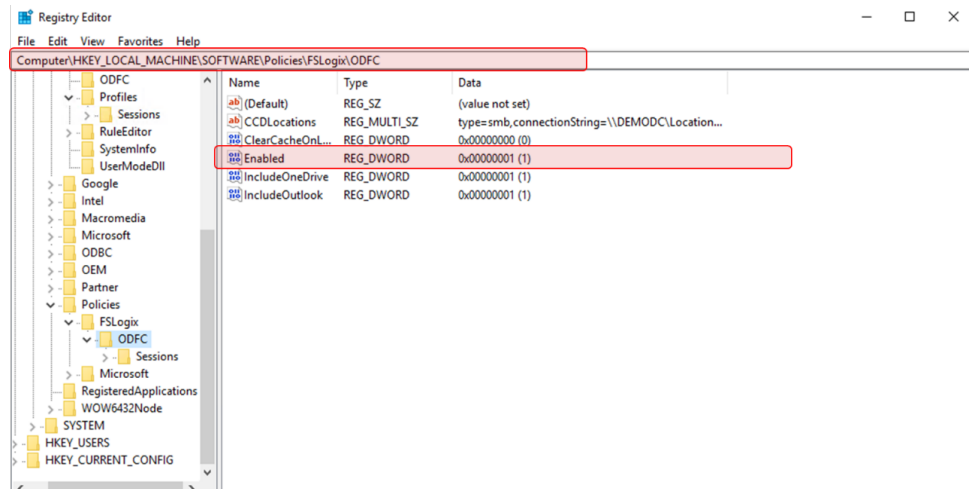 Registry Editor
File Edit View Favorites Help
Computer\HKEY_LOCAL_MACHINE\SOFTWARE\Policies\FSLogix\ODFC
ODFC
Profiles
Sessions
RuleEditor
SystemInfo
UserModeDll
Google
Intel
Macromedia
Microsoft
ODBC
OEM
Partner
Policies
FSLogix
ODFC
Sessions
Microsoft
RegisteredApplications
WOW6432Node
SYSTEM
HKEY_USERS
HKEY_CURRENT_CONFIG
Name Type Data
(Default) REG_SZ (value not set)
CCDLocations REG_MULTI_SZ type=smb,connectionString=\\DEMODC\Location...
ClearCacheOnL... REG_DWORD 0x00000000 (0)
Enabled REG_DWORD 0x00000001 (1)
IncludeOneDrive REG_DWORD 0x00000001 (1)
IncludeOutlook REG_DWORD 0x00000001 (1)